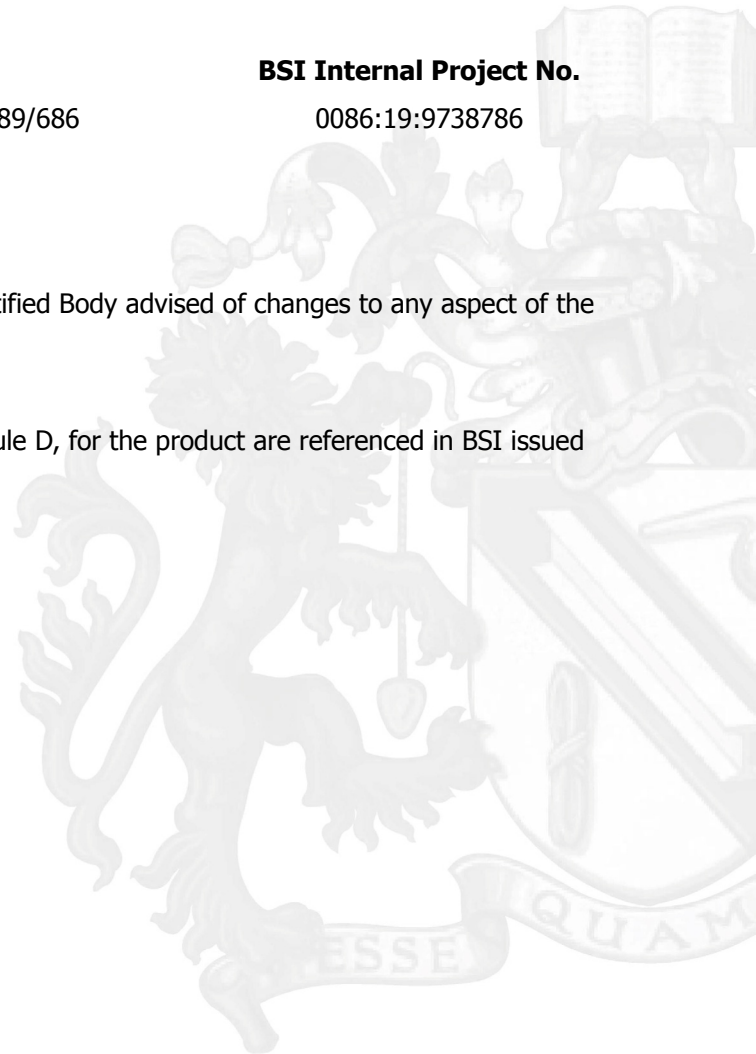 BSI Internal Project No.
89/686 0086:19:9738786
tified Body advised of changes to any aspect of the
ule D, for the product are referenced in BSI issued
ESSE QUAM